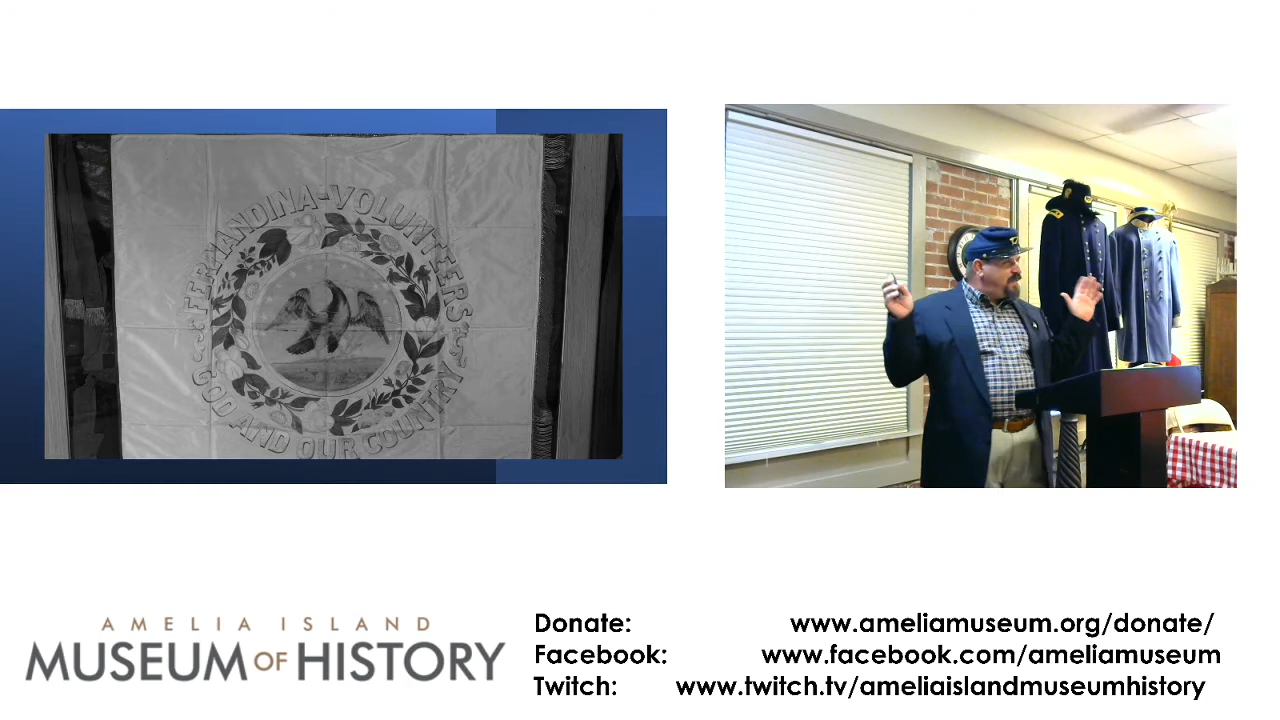 FERNANDINA-VOLUNTEERS
GOD AND OUR COUNTRY
AMELIA ISLAND
MUSEUM OF HISTORY
Donate: www.ameliamuseum.org/donate/
Facebook: www.facebook.com/ameliamuseum
Twitch: www.twitch.tv/ameliaislandmuseumhistory